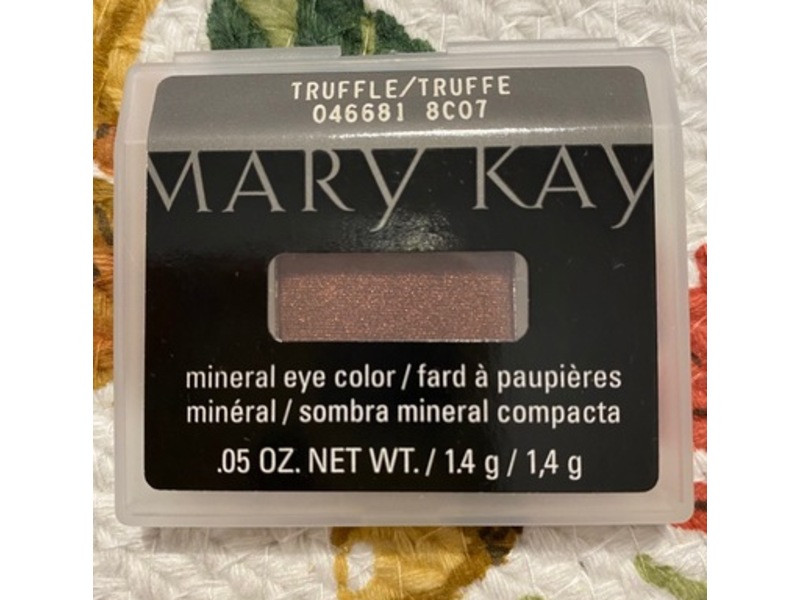 TRUFFLE/TRUFFE
046681 8C07
MARY KAY
mineral eye color / fard à paupières
minéral / sombra mineral compacta
.05 OZ. NET WT. / 1.4 g / 1,4 g